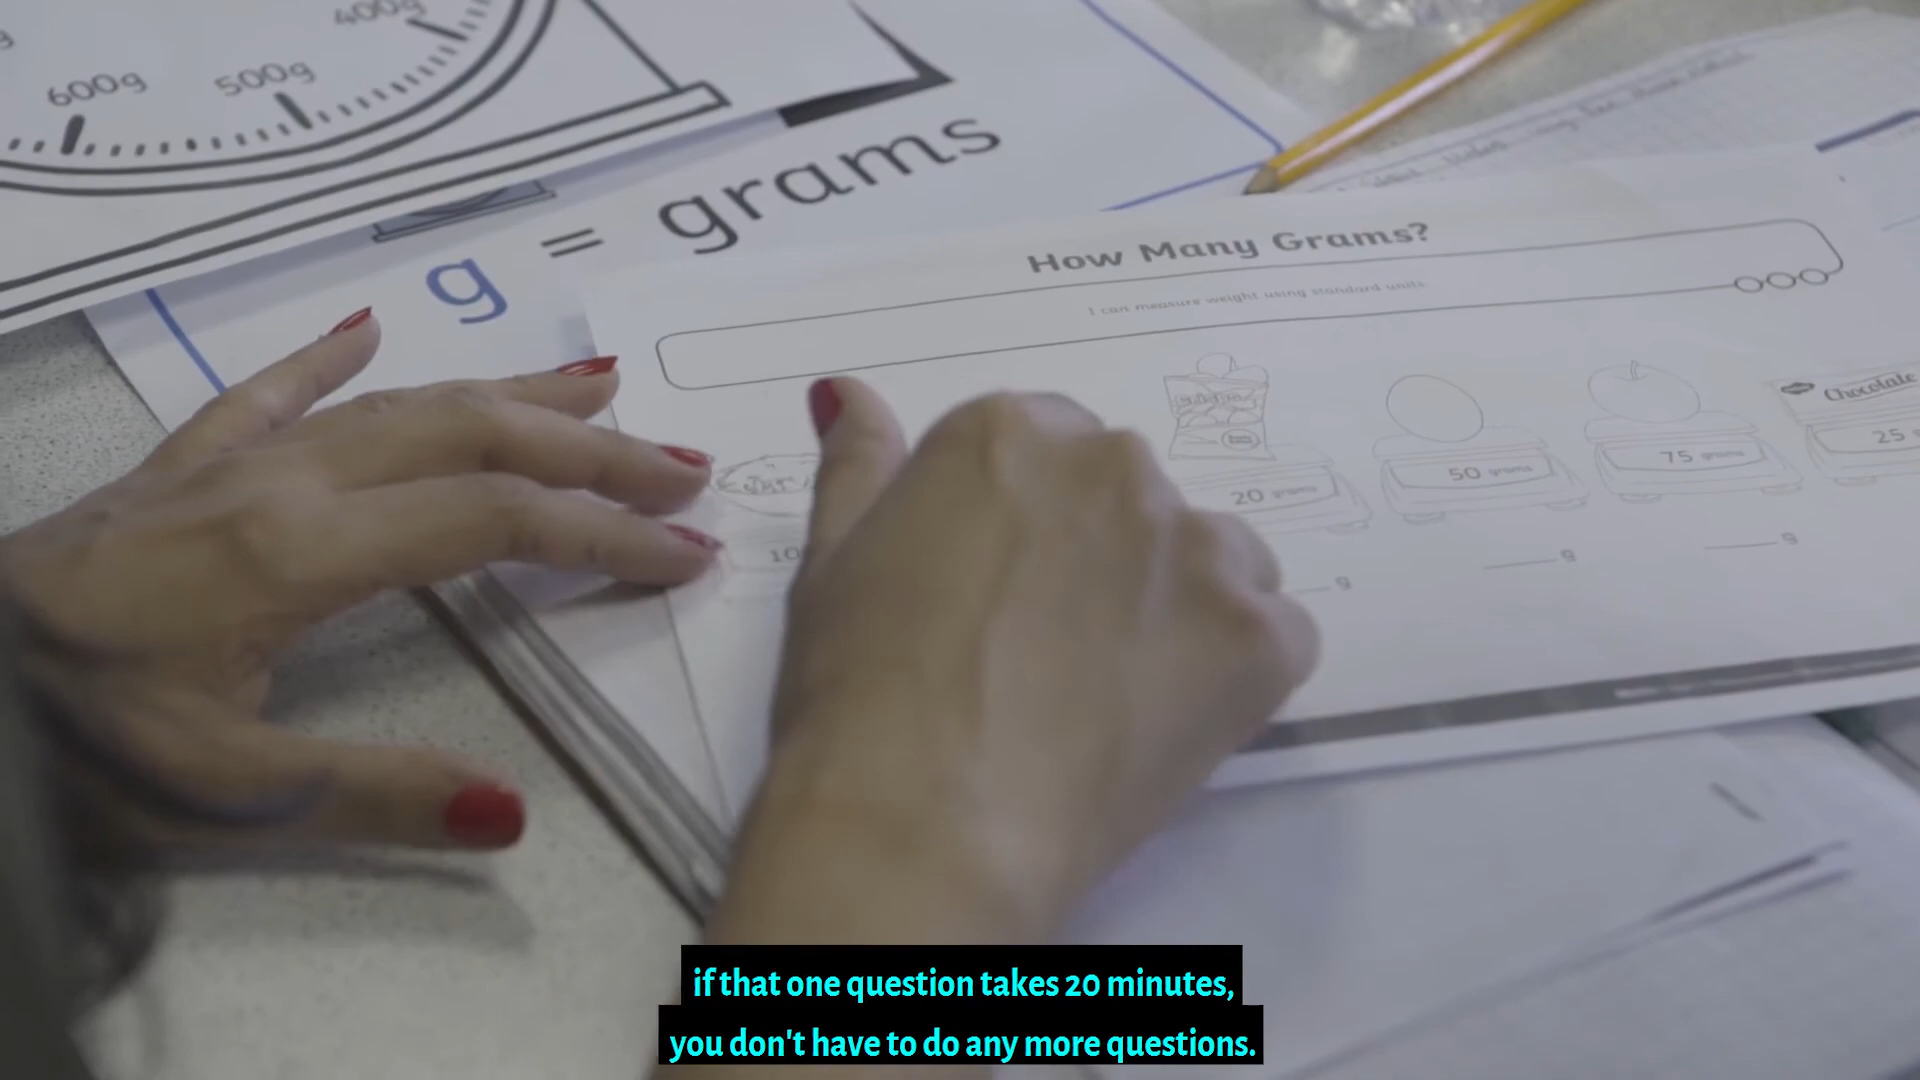 400g
600g
500g
g = grams
How Many Grams?
I can measure weight using standard units.
Chocolate
10
20 grams
50 grams
75 grams
25
g
g
g
if that one question takes 20 minutes,
you don't have to do any more questions.